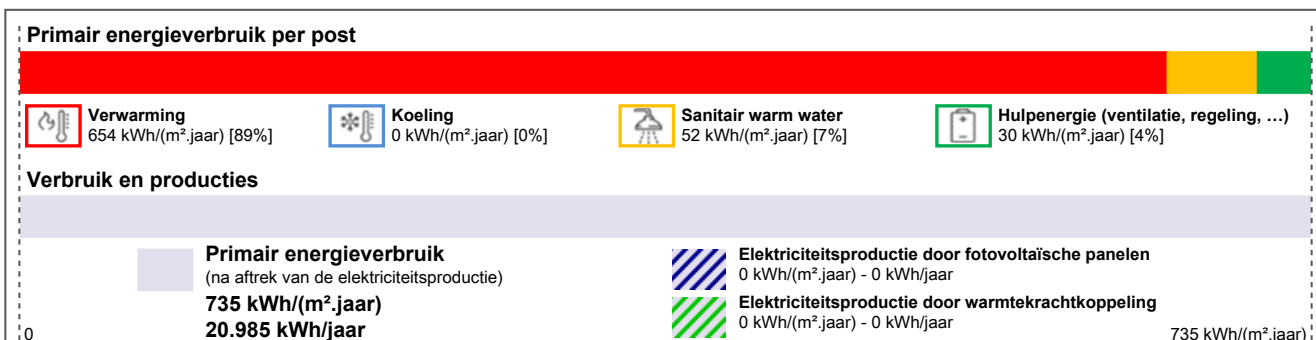 Primair energieverbruik per post
Verwarming
654 kWh/(m².jaar) [89%]
Koeling
0 kWh/(m².jaar) [0%]
Sanitair warm water
52 kWh/(m².jaar) [7%]
Hulpenergie (ventilatie, regeling, …)
30 kWh/(m².jaar) [4%]
Verbruik en producties
Primair energieverbruik
(na aftrek van de elektriciteitsproductie)
735 kWh/(m².jaar)
20.985 kWh/jaar
Elektriciteitsproductie door fotovoltaïsche panelen
0 kWh/(m².jaar) - 0 kWh/jaar
Elektriciteitsproductie door warmtekrachtkoppeling
0 kWh/(m².jaar) - 0 kWh/jaar
0
735 kWh/(m².jaar)